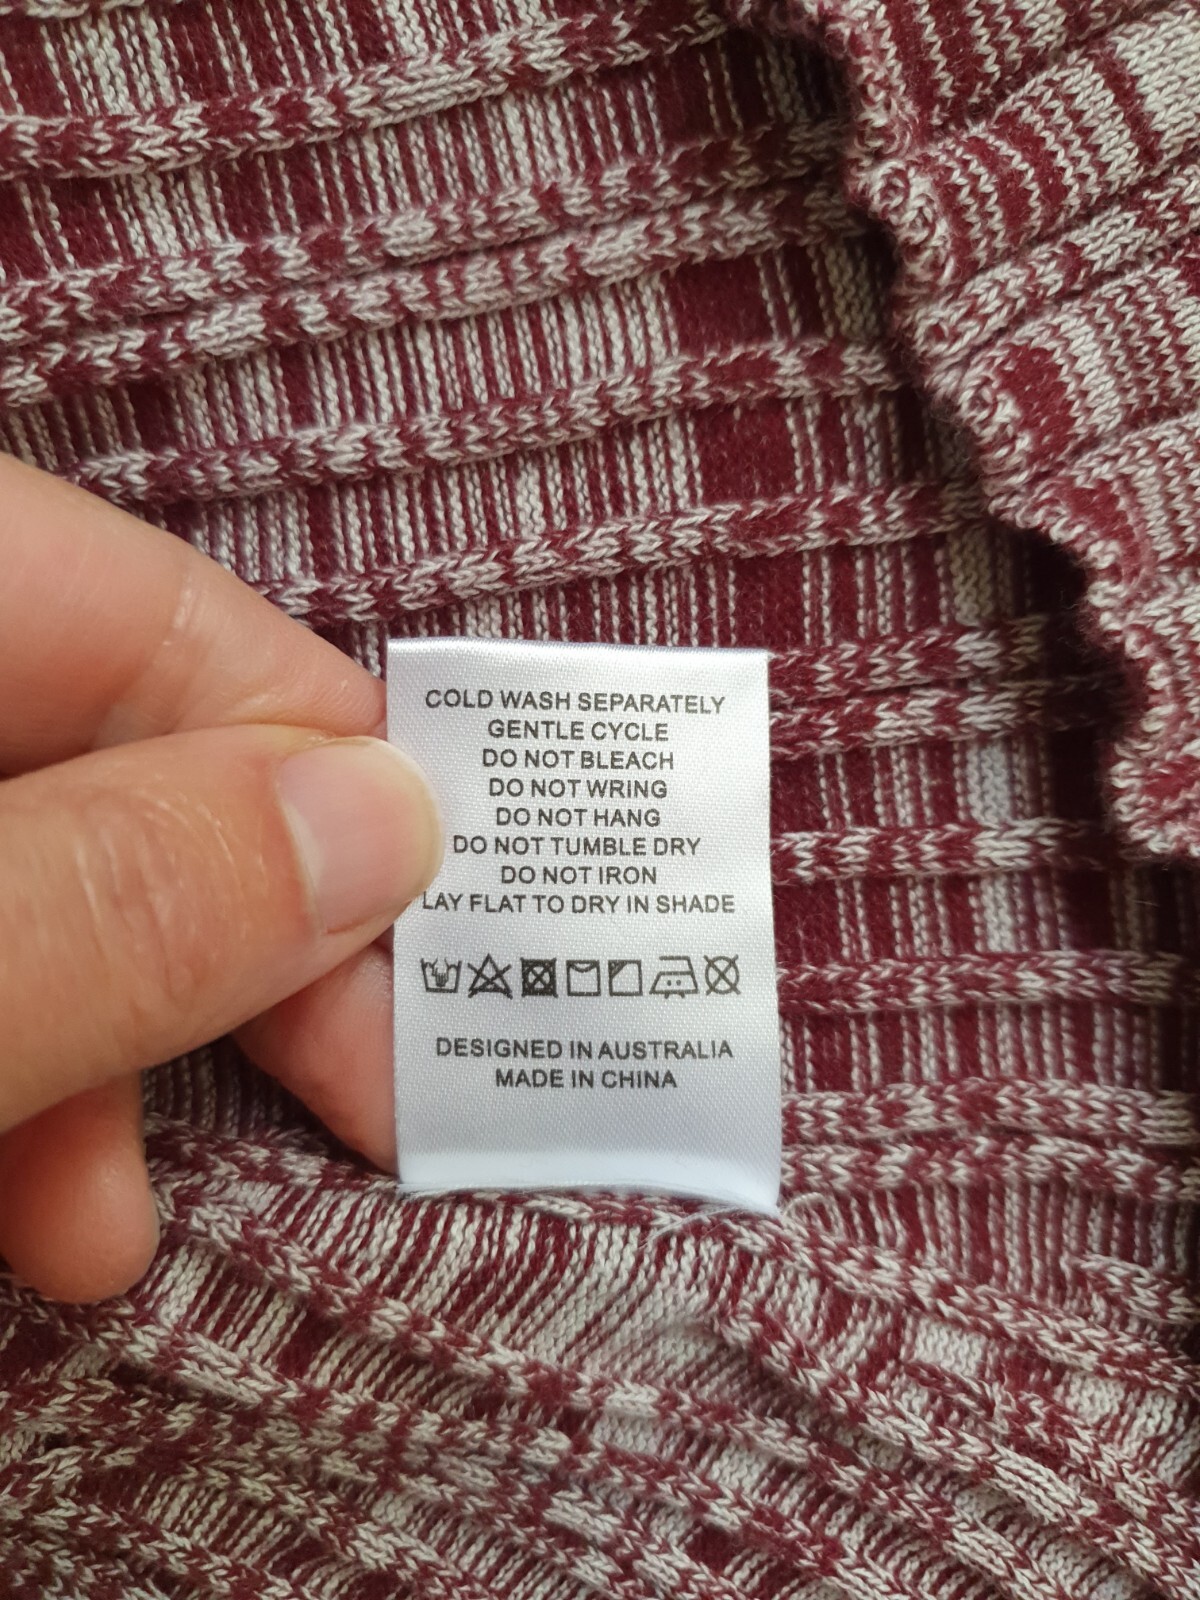 COLD WASH SEPARATELY
GENTLE CYCLE
DO NOT BLEACH
DO NOT WRING
DO NOT HANG
DO NOT TUMBLE DRY
DO NOT IRON
LAY FLAT TO DRY IN SHADE
DESIGNED IN AUSTRALIA
MADE IN CHINA